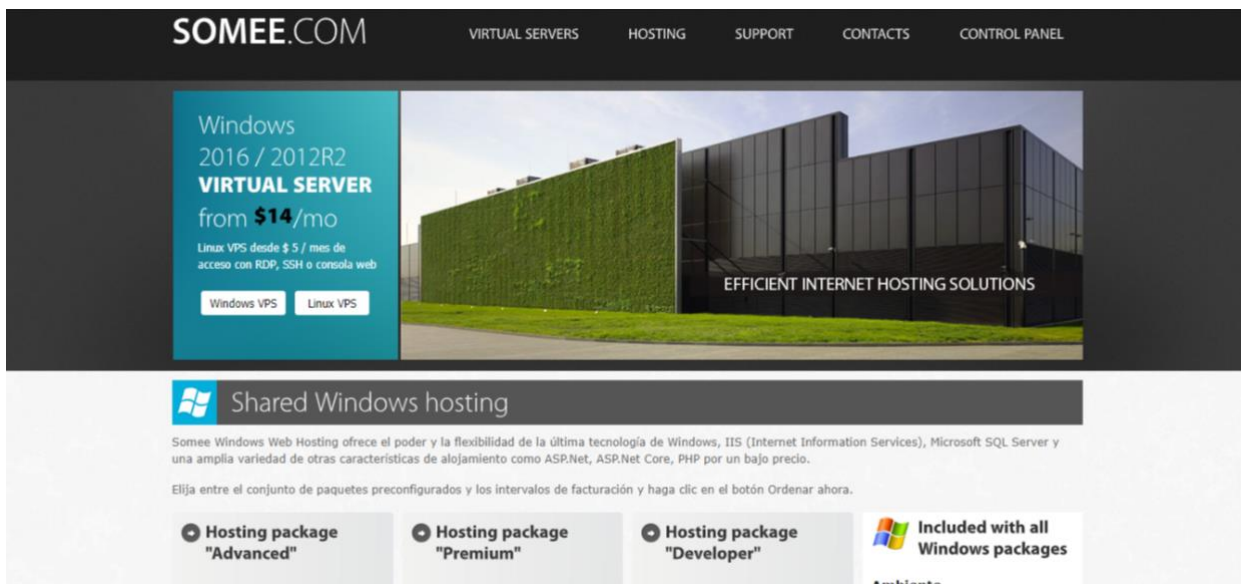 SOMEE.COM
VIRTUAL SERVERS
HOSTING
SUPPORT
CONTACTS
CONTROL PANEL
Windows
2016 / 2012R2
VIRTUAL SERVER
from $14/mo
Linux VPS desde $ 5 / mes de
acceso con RDP, SSH o consola web
Windows VPS
Linux VPS
EFFICIENT INTERNET HOSTING SOLUTIONS
Shared Windows hosting
Somee Windows Web Hosting ofrece el poder y la flexibilidad de la última tecnología de Windows, IIS (Internet Information Services), Microsoft SQL Server y
una amplia variedad de otras características de alojamiento como ASP.Net, ASP.Net Core, PHP por un bajo precio.
Elija entre el conjunto de paquetes preconfigurados y los intervalos de facturación y haga clic en el botón Ordenar ahora.
Hosting package
"Advanced"
Hosting package
"Premium"
Hosting package
"Developer"
Included with all
Windows packages